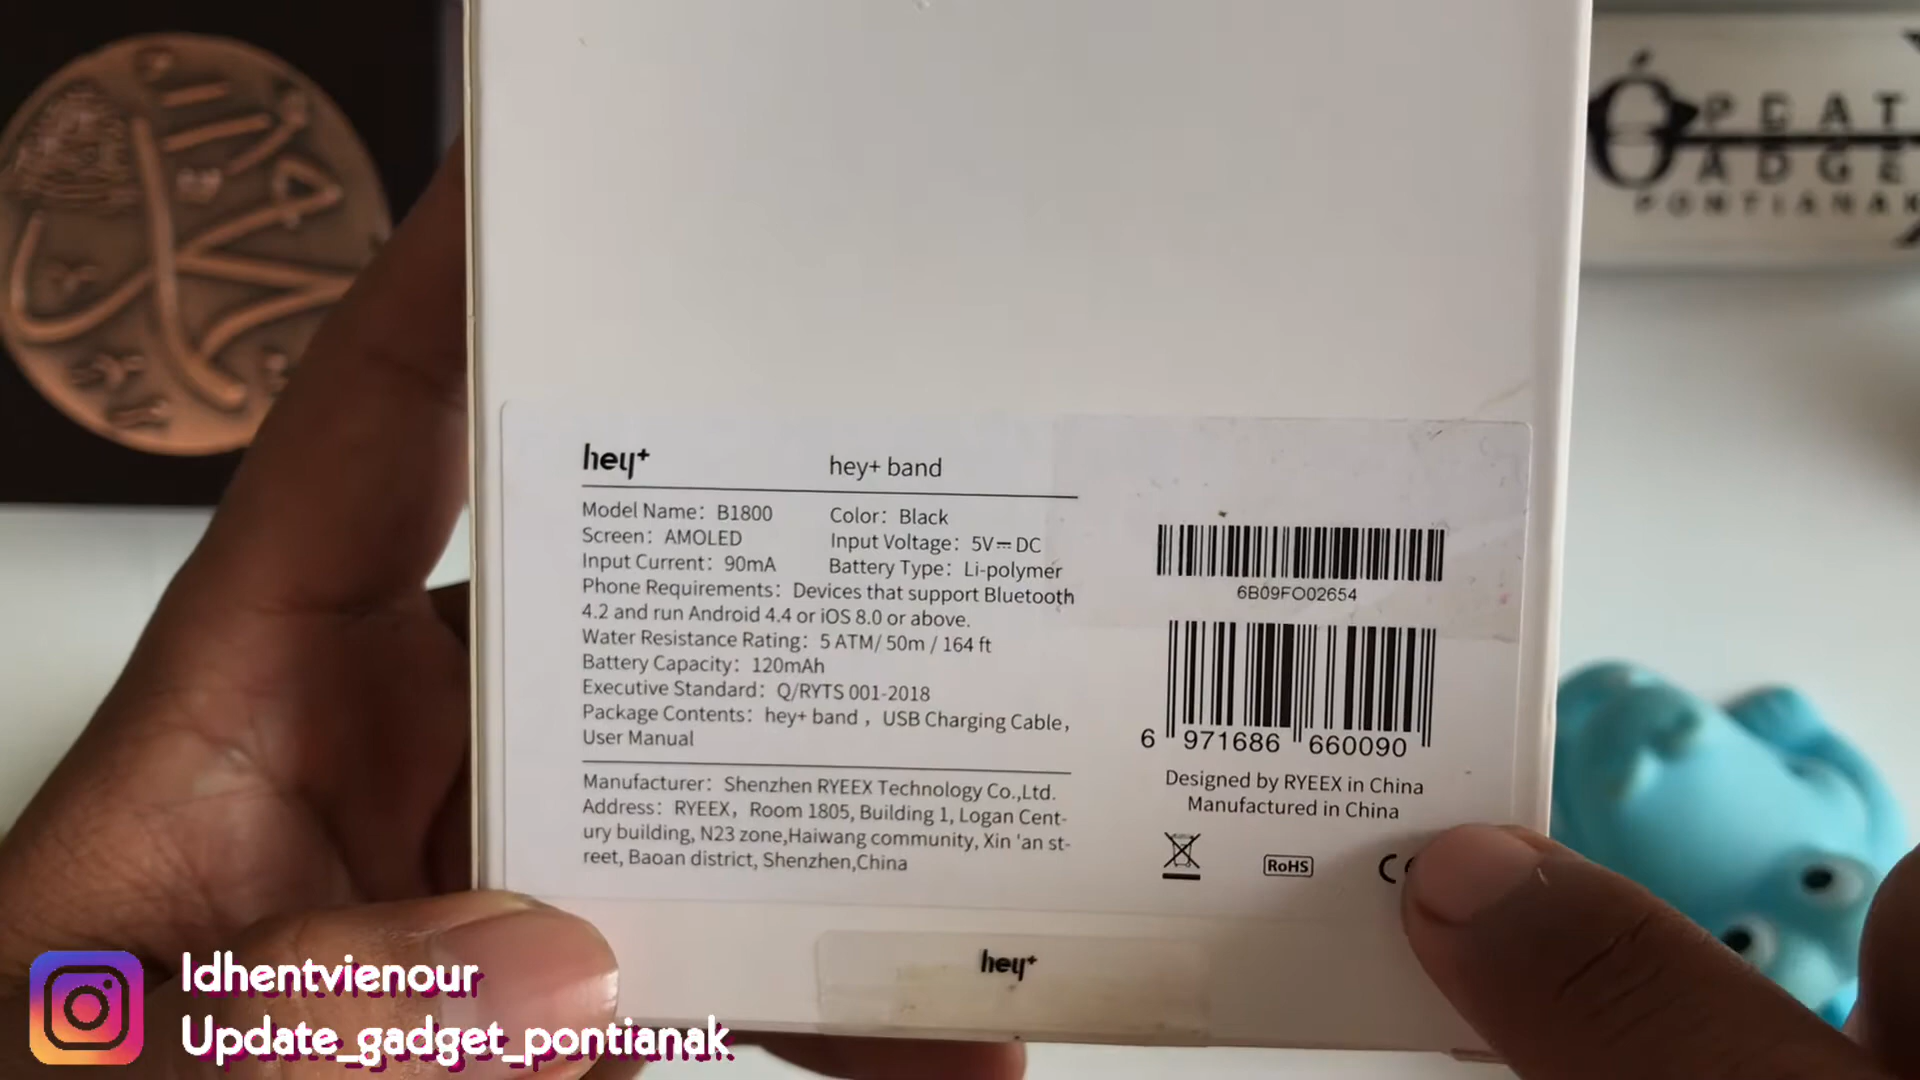 hey+
hey+ band
Model Name: B1800
Color: Black
Screen: AMOLED
Input Voltage: 5V⎓DC
Input Current: 90mA
Battery Type: Li-polymer
Phone Requirements: Devices that support Bluetooth
4.2 and run Android 4.4 or iOS 8.0 or above.
Water Resistance Rating: 5 ATM/ 50m / 164 ft
Battery Capacity: 120mAh
Executive Standard: Q/RYTS 001-2018
Package Contents: hey+ band , USB Charging Cable,
User Manual
Manufacturer: Shenzhen RYEEX Technology Co.,Ltd.
Address: RYEEX, Room 1805, Building 1, Logan Cent-
ury building, N23 zone,Haiwang community, Xin 'an st-
reet, Baoan district, Shenzhen,China
6B09FO02654
6 971686 660090
Designed by RYEEX in China
Manufactured in China
RoHS
hey+
PONTIANAK
Idhentvienour
Update_gadget_pontianak